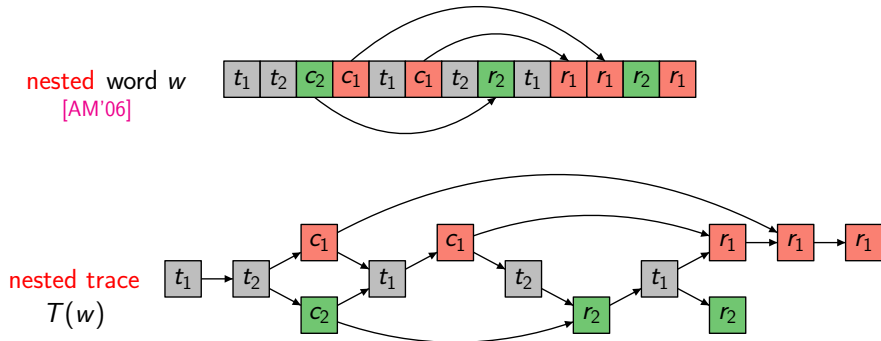 t₁ t₂ c₂ c₁ t₁ c₁ t₂ r₂ t₁ r₁ r₁ r₂ r₁
nested word w
[AM'06]
c₁ c₁ r₁ r₁ r₁
t₁ t₂ t₁ t₂ t₁
nested trace
T(w)
c₂ r₂ r₂